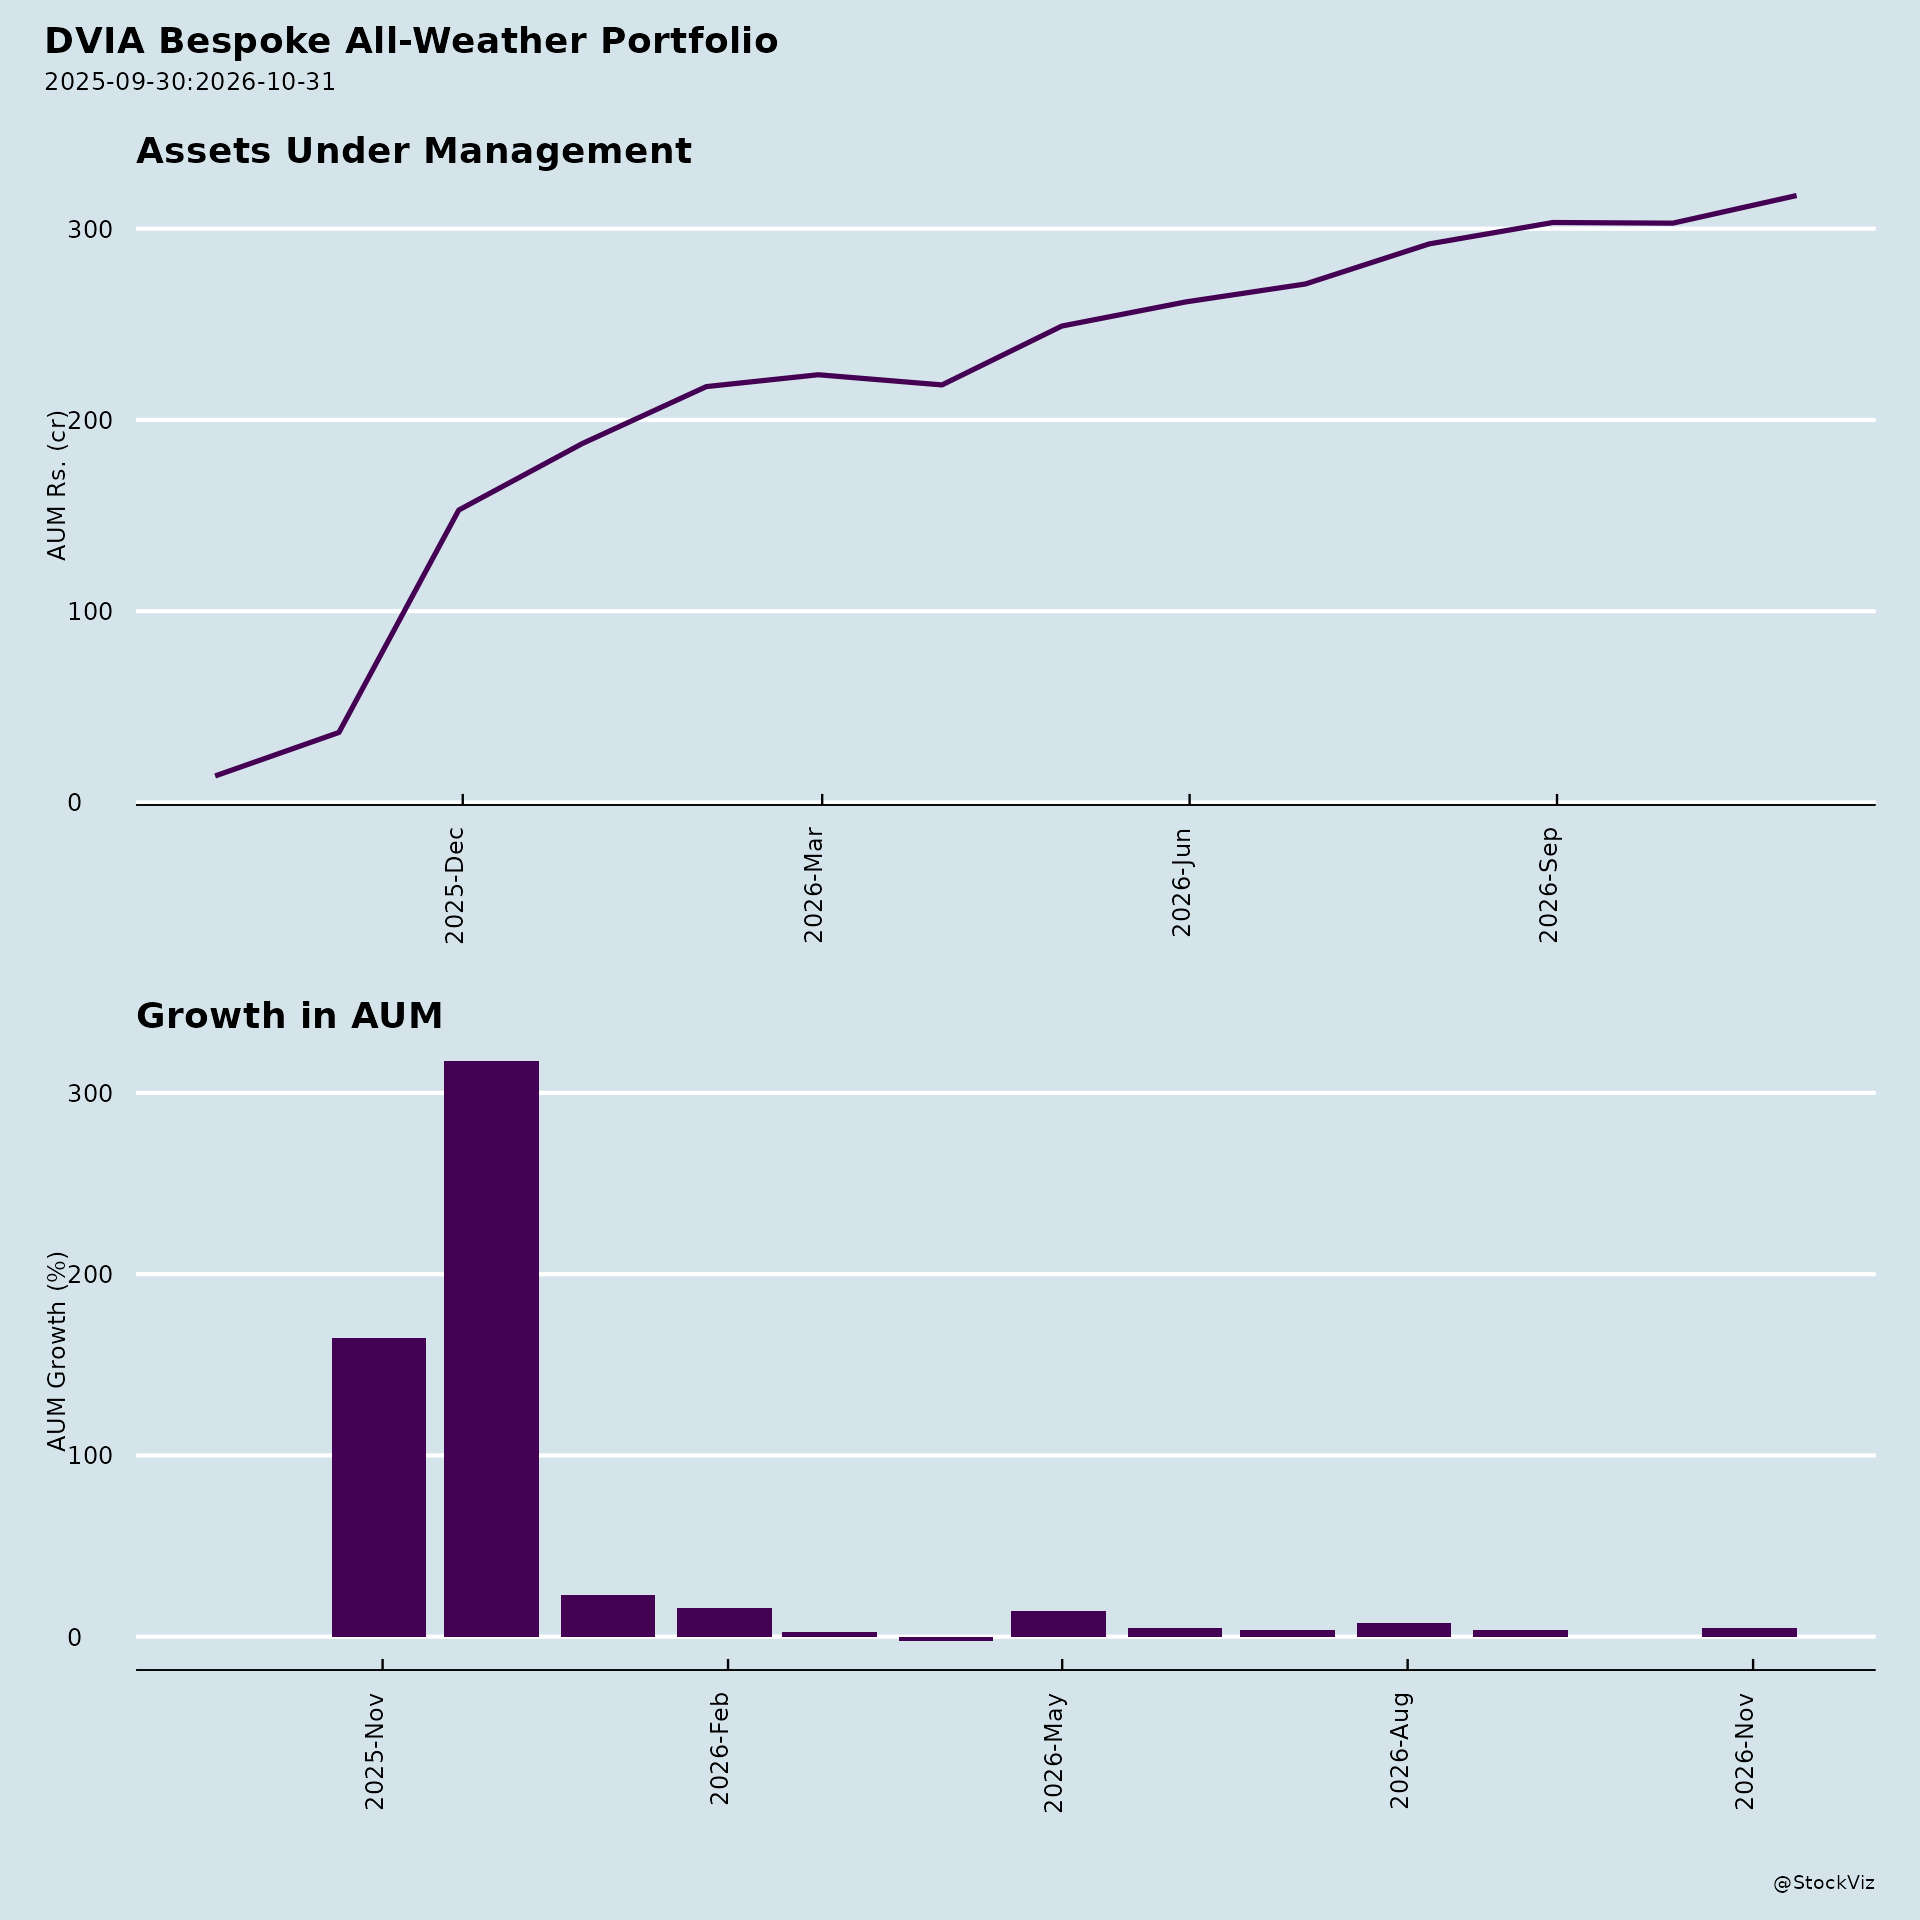 DVIA Bespoke All-Weather Portfolio
2025-09-30:2026-10-31
Assets Under Management
AUM Rs. (cr)
300
200
100
0
2025-Dec
2026-Mar
2026-Jun
2026-Sep
Growth in AUM
AUM Growth (%)
300
200
100
0
2025-Nov
2026-Feb
2026-May
2026-Aug
2026-Nov
@StockViz